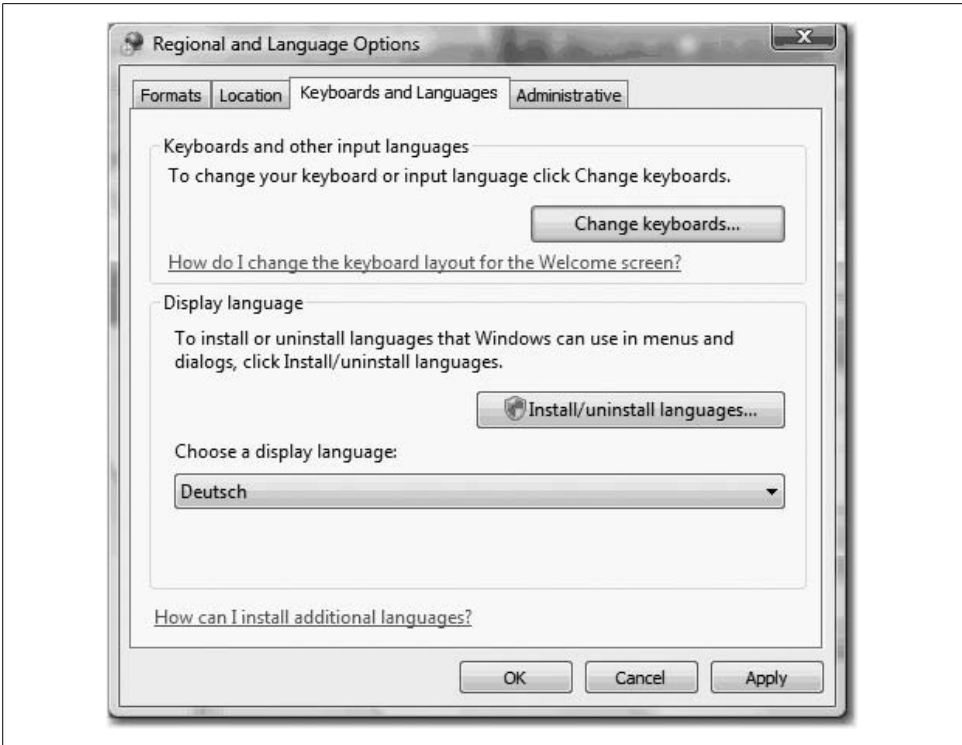 Regional and Language Options
Formats Location Keyboards and Languages Administrative
Keyboards and other input languages
To change your keyboard or input language click Change keyboards.
Change keyboards...
How do I change the keyboard layout for the Welcome screen?
Display language
To install or uninstall languages that Windows can use in menus and
dialogs, click Install/uninstall languages.
Install/uninstall languages...
Choose a display language:
Deutsch
How can I install additional languages?
OK Cancel Apply